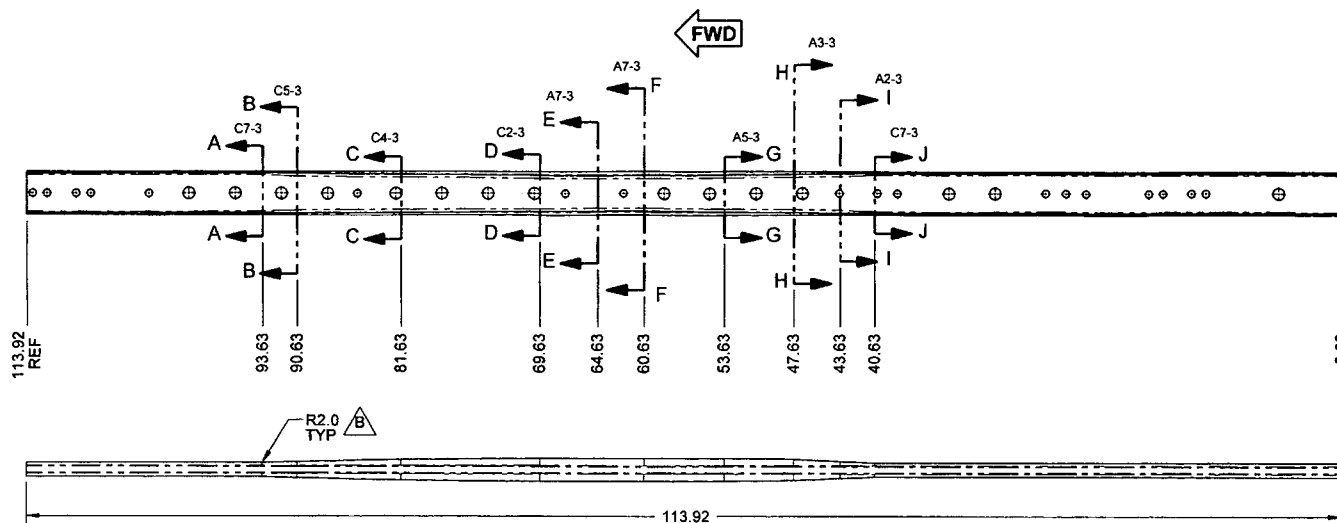 FWD
A3-3
H
A7-3
F
A2-3
I
C5-3
B
A7-3
E
C7-3
A
C4-3
C
C2-3
D
A5-3
G
C7-3
J
A
C
D
G
J
B
E
F
H
I
113.92
REF
93.63
90.63
81.63
69.63
64.63
60.63
53.63
47.63
43.63
40.63
R2.0
TYP
B
113.92